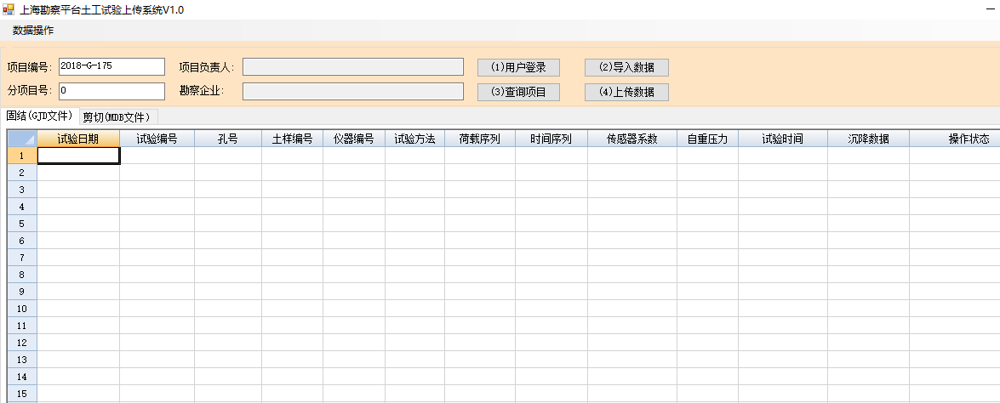 上海勘察平台土工试验上传系统V1.0
数据操作
项目编号: 2018-G-175 项目负责人: (1)用户登录 (2)导入数据
分项目号: 0 勘察企业: (3)查询项目 (4)上传数据
固结(GJD文件) 剪切(MDB文件)
试验日期 试验编号 孔号 土样编号 仪器编号 试验方法 荷载序列 时间序列 传感器系数 自重压力 试验时间 沉降数据 操作状态
1
2
3
4
5
6
7
8
9
10
11
12
13
14
15